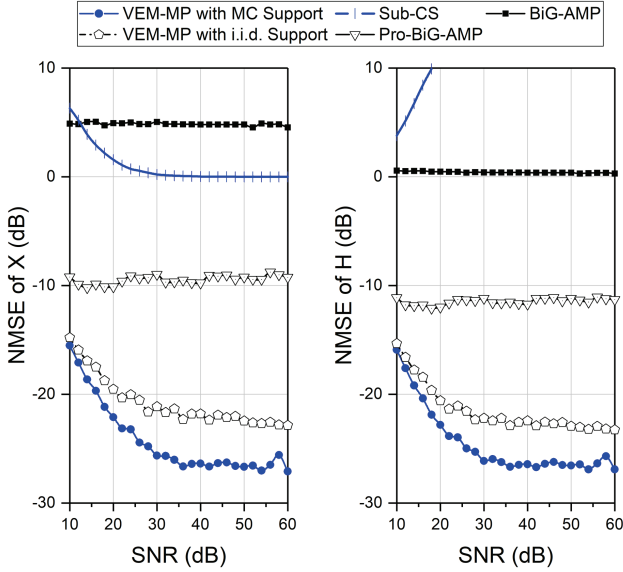 VEM-MP with MC Support Sub-CS BiG-AMP
VEM-MP with i.i.d. Support Pro-BiG-AMP
10
0
-10
-20
-30
NMSE of X (dB)
10 20 30 40 50 60
SNR (dB)
10
0
-10
-20
-30
NMSE of H (dB)
10 20 30 40 50 60
SNR (dB)